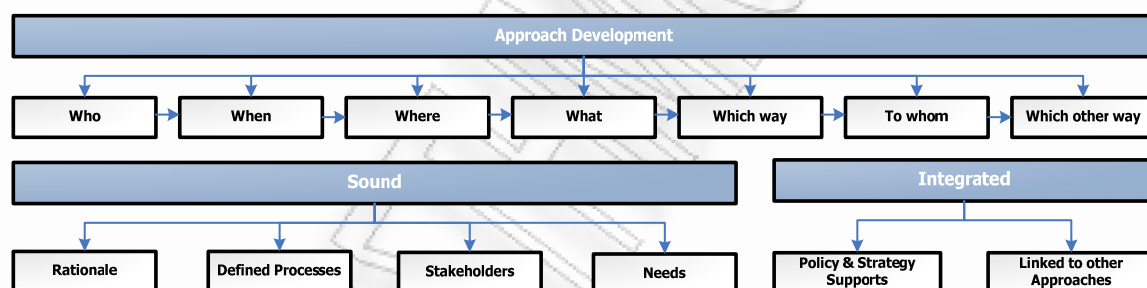 Approach Development
Who
When
Where
What
Which way
To whom
Which other way
Sound
Integrated
Rationale
Defined Processes
Stakeholders
Needs
Policy & Strategy
Supports
Linked to other
Approaches